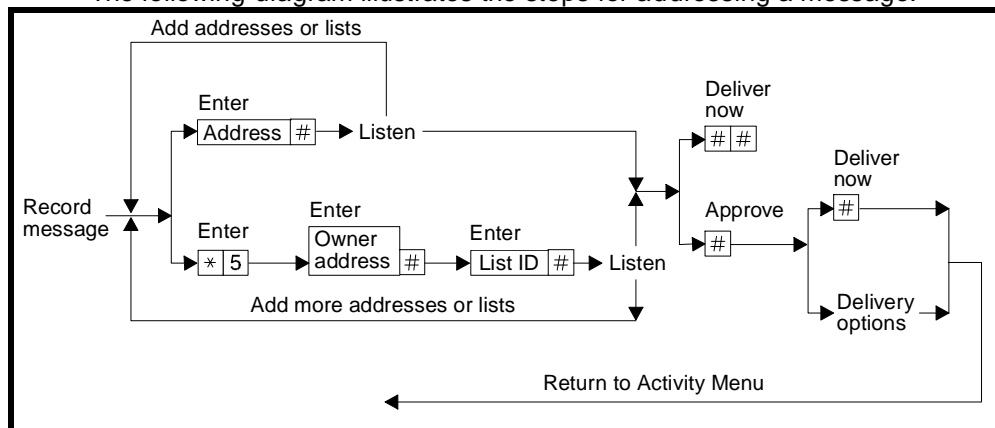 The following diagram illustrates the steps for addressing a message.
Add addresses or lists
Enter
Address #
Listen
Deliver
now
# #
Deliver
now
#
Record
message
Enter
* 5
Enter
Owner
address #
Enter
List ID #
Listen
Approve
#
Add more addresses or lists
Delivery
options
Return to Activity Menu